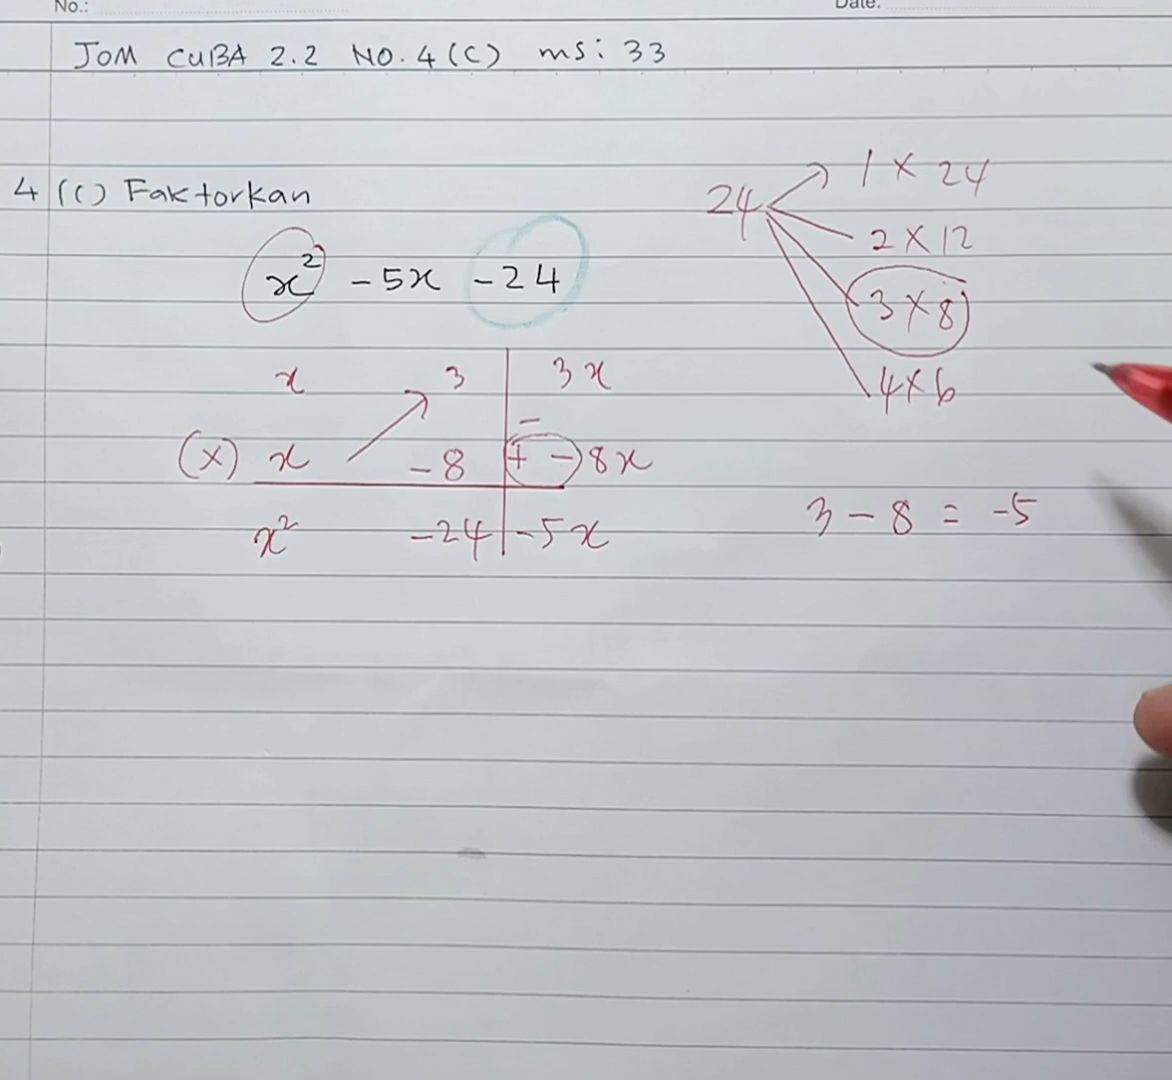 No.:
Date:
JOM CUBA 2.2 NO. 4 (C) ms: 33
4 (c) Faktorkan
x² - 5x - 24
24
1 × 24
2 × 12
3 × 8
4 × 6
x 3 3x
(×) x -8 + - 8x
-
x² -24 -5x
3 - 8 = -5